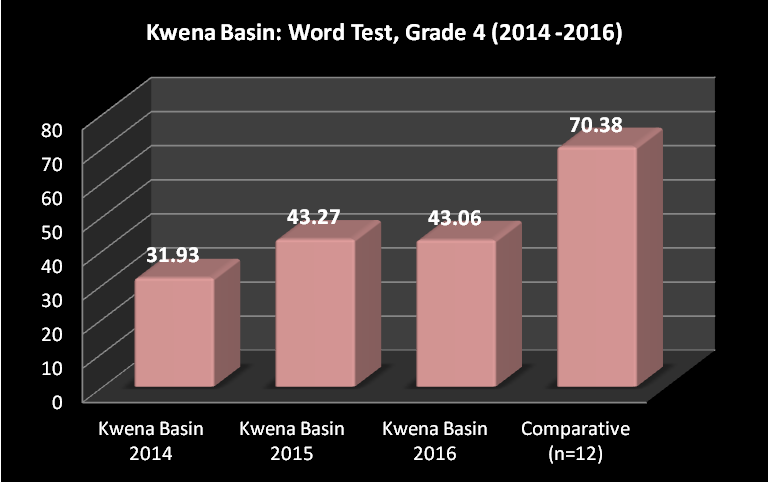 Kwena Basin: Word Test, Grade 4 (2014 -2016)
80
70
60
50
40
30
20
10
0
31.93
43.27
43.06
70.38
Kwena Basin
2014
Kwena Basin
2015
Kwena Basin
2016
Comparative
(n=12)